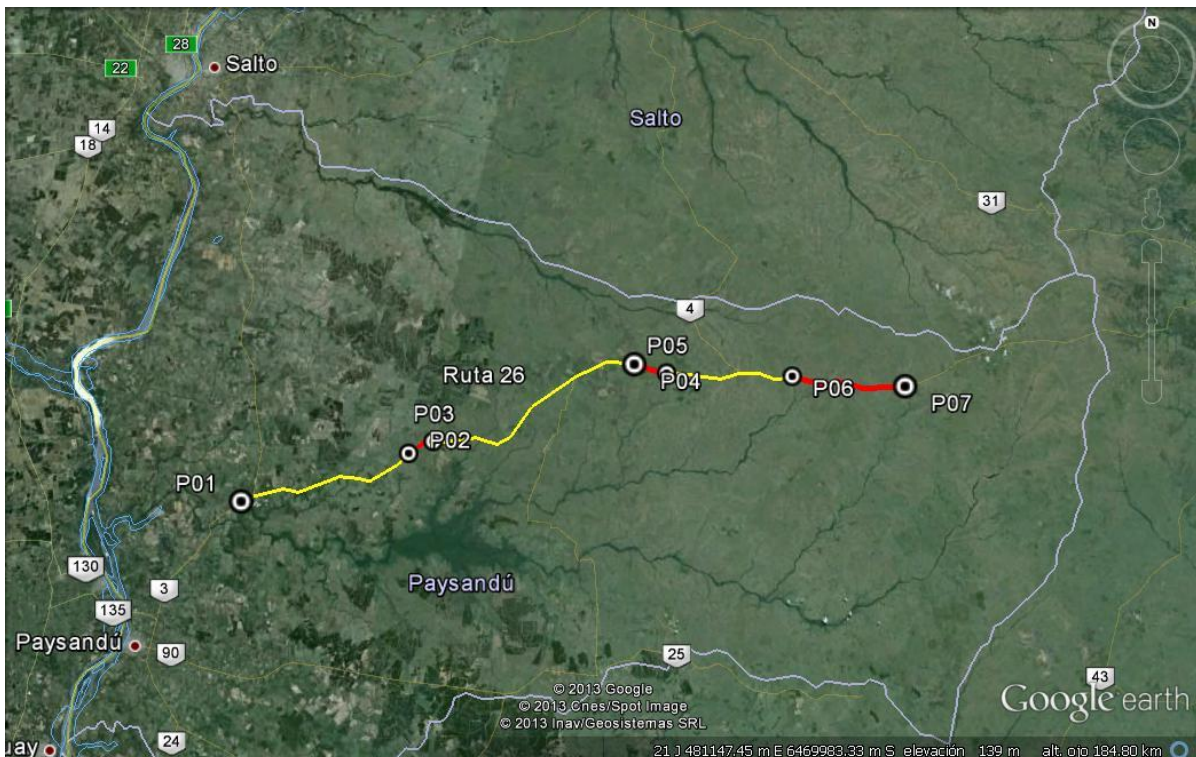 N
28
Salto
22
Salto
14
18
31
4
P05
Ruta 26
P04
P06
P07
P03
P02
P01
130
Paysandú
3
135
Paysandú
90
25
43
© 2013 Google
© 2013 Cnes/Spot Image
© 2013 Inav/Geosistemas SRL
Google earth
24
uay
21 J 481147.45 m E 6469983.33 m S elevación 139 m alt. ojo 184.80 km